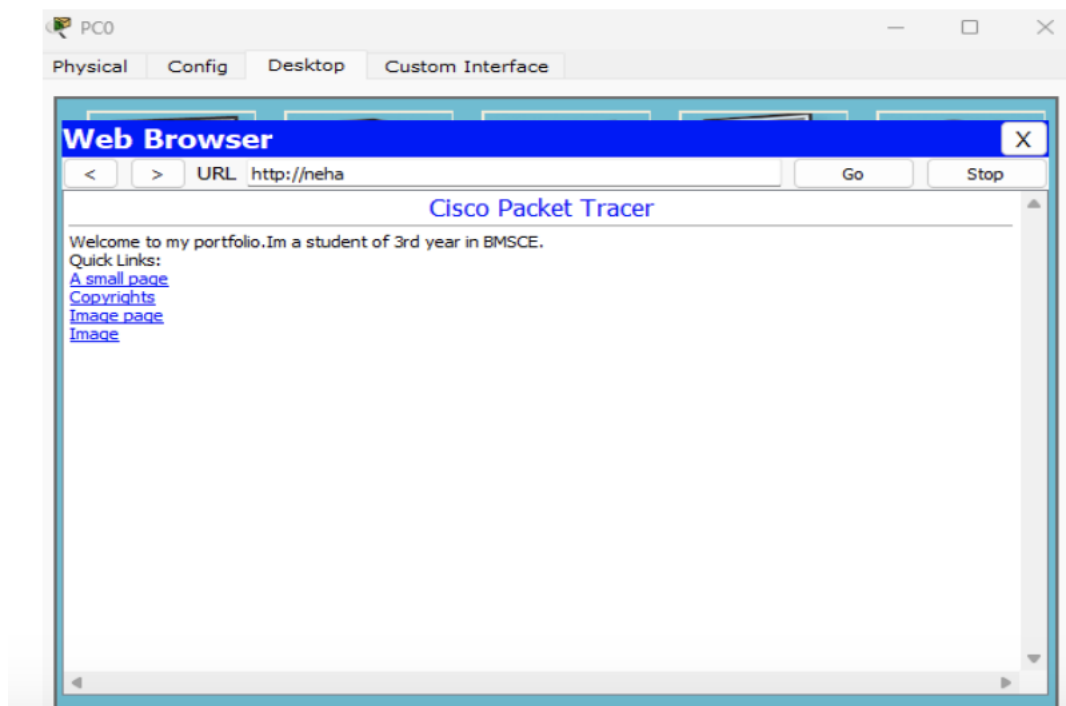 PC0
Physical Config Desktop Custom Interface
Web Browser X
< > URL http://neha Go Stop
Cisco Packet Tracer
Welcome to my portfolio.Im a student of 3rd year in BMSCE.
Quick Links:
A small page
Copyrights
Image page
Image